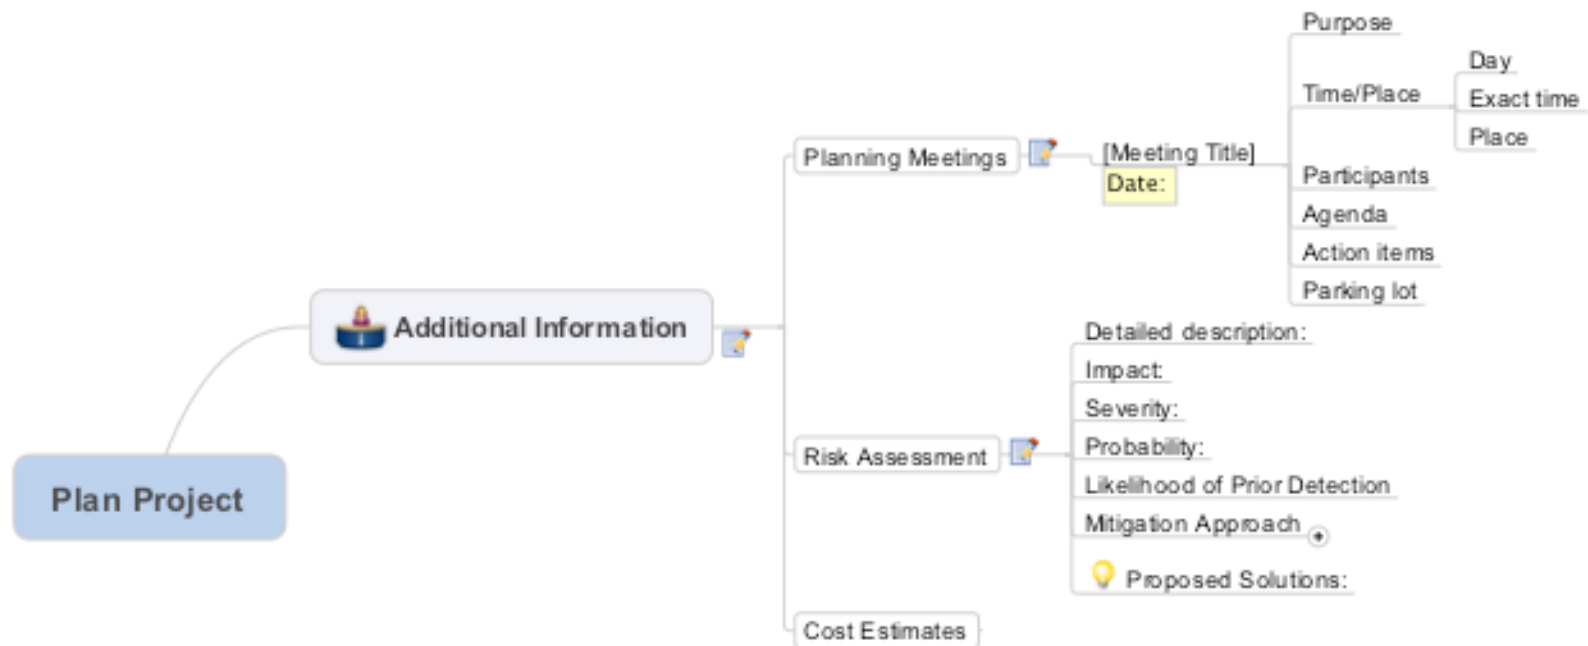 Plan Project
Additional Information
Planning Meetings
[Meeting Title]
Date:
Purpose
Time/Place
Day
Exact time
Place
Participants
Agenda
Action items
Parking lot
Risk Assessment
Detailed description:
Impact:
Severity:
Probability:
Likelihood of Prior Detection
Mitigation Approach
Proposed Solutions:
Cost Estimates